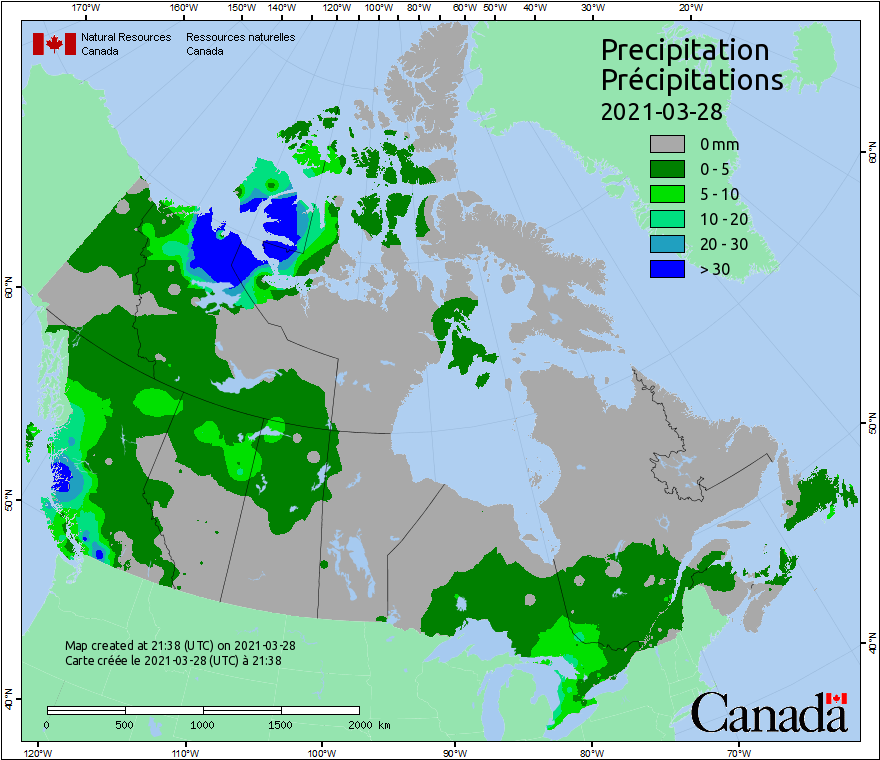 170°W 160°W 150°W 140°W 120°W 100°W 80°W 60°W 50°W 40°W 30°W 20°W
Natural Resources Ressources naturelles
Canada Canada
Precipitation
Précipitations
2021-03-28
0 mm
0 - 5
5 - 10
10 - 20
20 - 30
> 30
60°N
60°N
50°N
50°N
40°N
40°N
Map created at 21:38 (UTC) on 2021-03-28
Carte créée le 2021-03-28 (UTC) à 21:38
0 500 1000 1500 2000 km
Canada
120°W 110°W 100°W 90°W 80°W 70°W